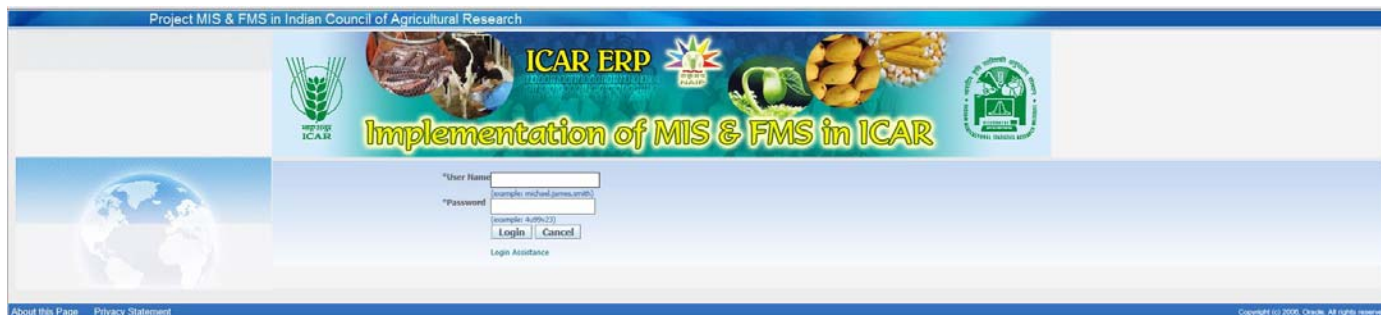 Project MIS & FMS in Indian Council of Agricultural Research
ICAR ERP
NAIP
ICAR
Implementation of MIS & FMS in ICAR
*User Name
(example: michael.james.smith)
*Password
(example: 4u99v23)
Login Cancel
Login Assistance
About this Page Privacy Statement
Copyright (c) 2006, Oracle. All rights reserve